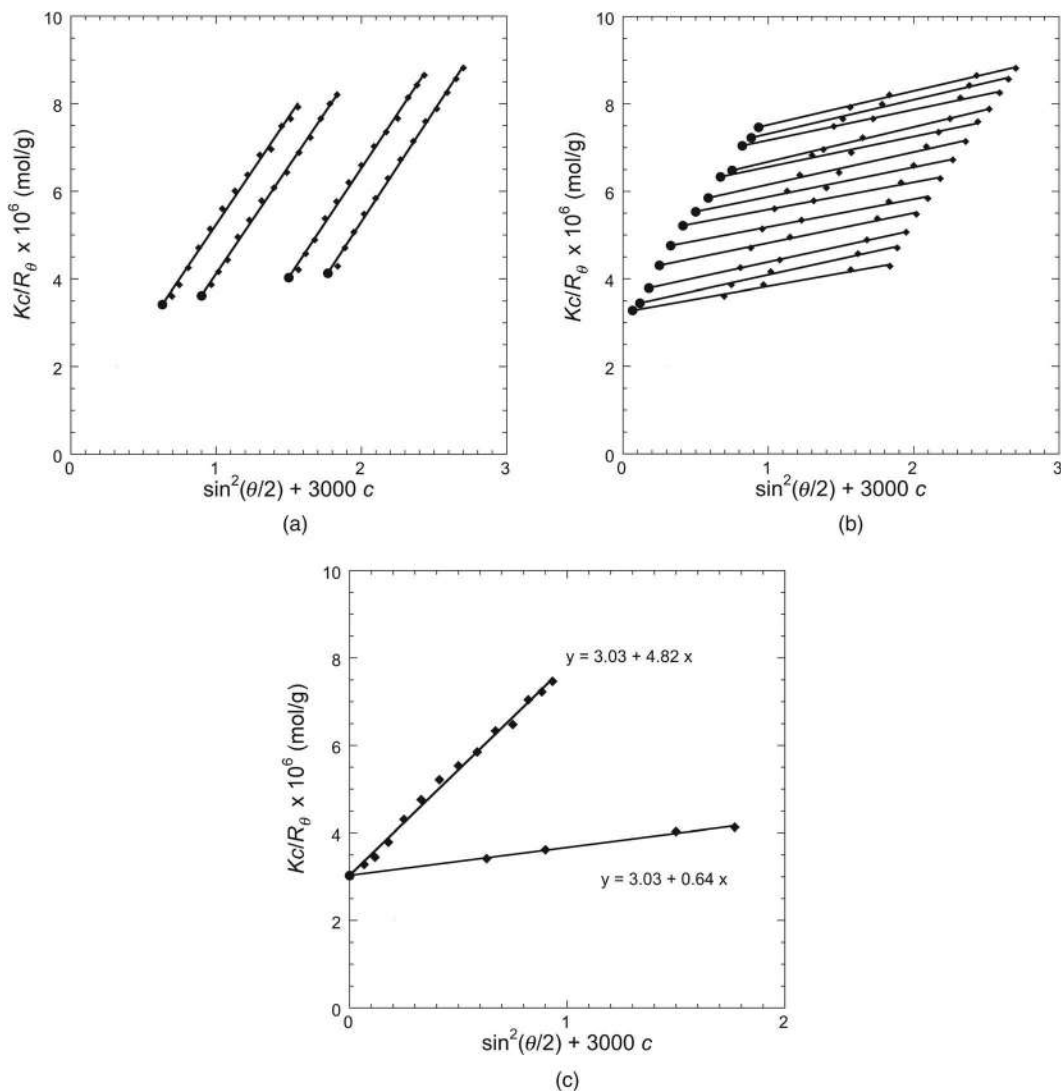 10
8
6
4
2
0
Kc/Rθ x 10⁶ (mol/g)
0 1 2 3
sin²(θ/2) + 3000 c
(a)
10
8
6
4
2
0
Kc/Rθ x 10⁶ (mol/g)
0 1 2 3
sin²(θ/2) + 3000 c
(b)
10
8
6
4
2
0
Kc/Rθ x 10⁶ (mol/g)
y = 3.03 + 4.82 x
y = 3.03 + 0.64 x
0 1 2
sin²(θ/2) + 3000 c
(c)